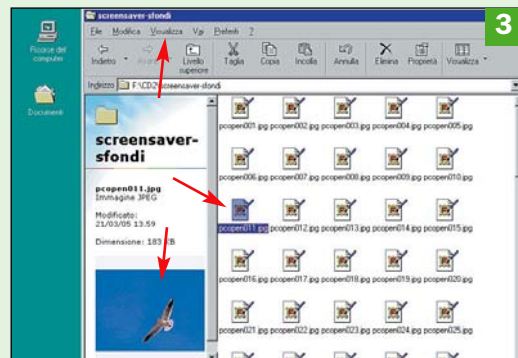 3
screensaver-sfondi
File Modifica Visualizza Vai Preferiti ?
Indietro Livello superiore Taglia Copia Incolla Annulla Elimina Proprietà Visualizza
Indirizzo F:\CD2\screensaver-sfondi
Risorse del computer
Documenti
screensaver-
sfondi
pcopen011.jpg
Immagine JPEG
Modificato:
21/03/05 13.59
Dimensione: 183 KB
pcopen001.jpg pcopen002.jpg pcopen003.jpg pcopen004.jpg pcopen005.jpg
pcopen006.jpg pcopen007.jpg pcopen008.jpg pcopen009.jpg pcopen010.jpg
pcopen011.jpg pcopen012.jpg pcopen013.jpg pcopen014.jpg pcopen015.jpg
pcopen016.jpg pcopen017.jpg pcopen018.jpg pcopen019.jpg pcopen020.jpg
pcopen021.jpg pcopen022.jpg pcopen023.jpg pcopen024.jpg pcopen025.jpg